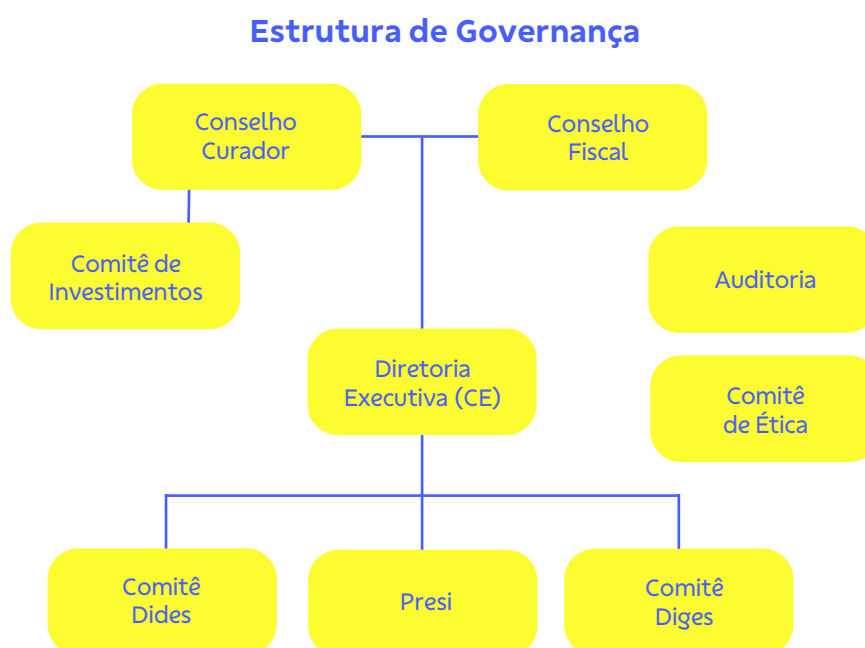 Estrutura de Governança
Conselho
Curador
Conselho
Fiscal
Comitê de
Investimentos
Auditoria
Diretoria
Executiva (CE)
Comitê
de Ética
Comitê
Dides
Presi
Comitê
Diges